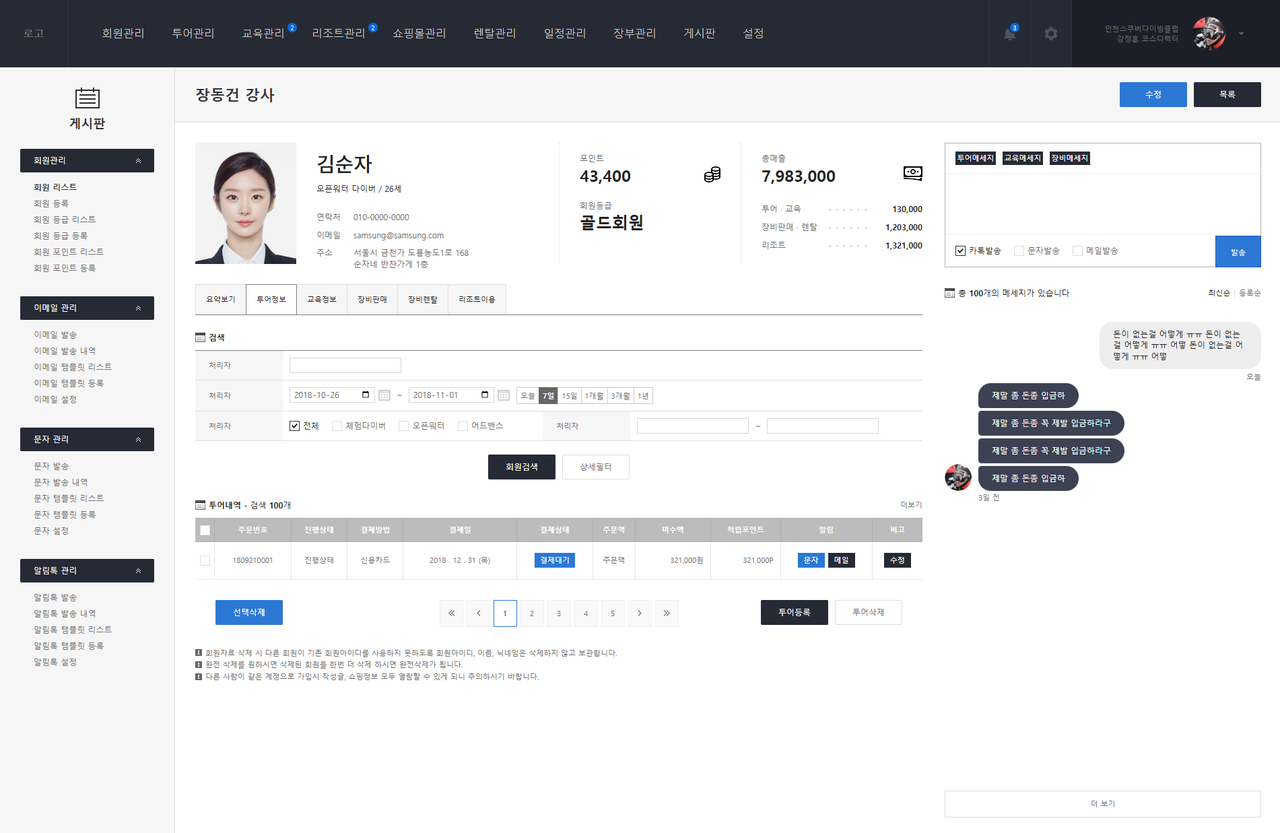 로고
회원관리 투어관리 교육관리 2 리조트관리 2 쇼핑몰관리 렌탈관리 일정관리 장부관리 게시판 설정
3
인천스쿠버다이빙클럽
강정훈 코스디렉터
게시판
회원관리
회원 리스트
회원 등록
회원 등급 리스트
회원 등급 등록
회원 포인트 리스트
회원 포인트 등록
이메일 관리
이메일 발송
이메일 발송 내역
이메일 템플릿 리스트
이메일 템플릿 등록
이메일 설정
문자 관리
문자 발송
문자 발송 내역
문자 템플릿 리스트
문자 템플릿 등록
문자 설정
알림톡 관리
알림톡 발송
알림톡 발송 내역
알림톡 템플릿 리스트
알림톡 템플릿 등록
알림톡 설정
장동건 강사
수정 목록
김순자
오픈워터 다이버 / 26세
연락처 010-0000-0000
이메일 samsung@samsung.com
주소 서울시 금천가 도룡농도1로 168
순자네 반찬가게 1층
포인트
43,400
회원등급
골드회원
총매출
7,983,000
투어 · 교육 · · · · · · 130,000
장비판매 · 렌탈 · · · · · · 1,203,000
리조트 · · · · · · 1,321,000
요약보기 투어정보 교육정보 장비판매 장비렌탈 리조트이용
검색
처리자
처리자 2018-10-26 ~ 2018-11-01 오늘 7일 15일 1개월 3개월 1년
처리자 전체 체험다이버 오픈워터 어드밴스 처리자 ~
회원검색 상세필터
투어내역 - 검색 100개 더보기
주문번호 진행상태 결제방법 결제일 결제상태 주문액 미수액 적립포인트 알림 비고
1809210001 진행상태 신용카드 2018 . 12 . 31 (목) 결제대기 주문액 321,000원 321,000P 문자 메일 수정
선택삭제 « ‹ 1 2 3 4 5 › » 투어등록 투어삭제
회원자료 삭제 시 다른 회원이 기존 회원아이디를 사용하지 못하도록 회원아이디, 이름, 닉네임은 삭제하지 않고 보관합니다.
완전 삭제를 원하시면 삭제된 회원을 한번 더 삭제 하시면 완전삭제가 됩니다.
다른 사람이 같은 계정으로 가입시 작성글, 쇼핑정보 모두 열람할 수 있게 되니 주의하시기 바랍니다.
투어메세지 교육메세지 장비메세지
카톡발송 문자발송 메일발송 발송
총 100개의 메세지가 있습니다 최신순 등록순
돈이 없는걸 어떻게 ㅠㅠ 돈이 없는
걸 어떻게 ㅠㅠ 어떻 돈이 없는걸 어
떻게 ㅠㅠ 어떻
오늘
제발 좀 돈좀 입금하
제발 좀 돈좀 꼭 제발 입금하라구
제발 좀 돈좀 꼭 제발 입금하라구
제발 좀 돈좀 입금하
3일 전
더 보기